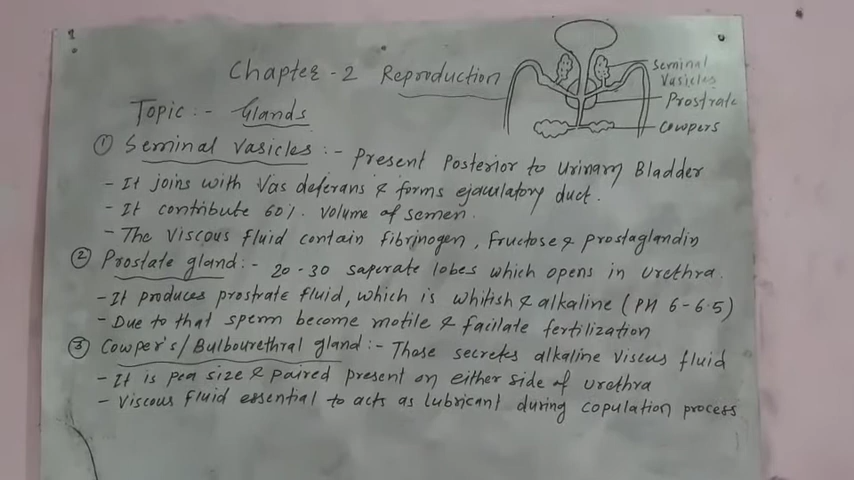 1
Chapter - 2 Reproduction
Seminal
Vasicles
Prostrate
Cowpers
Topic :- Glands
① Seminal Vasicles :- Present Posterior to Urinary Bladder
- It joins with Vas deferans & forms ejaculatory duct.
- It contribute 60%. Volume of semen.
- The Viscous fluid contain fibrinogen, fructose & prostaglandin
② Prostate gland :- 20-30 saperate lobes which opens in Urethra.
- It produces prostrate fluid, which is whitish & alkaline (PH 6-6.5)
- Due to that sperm become motile & facilate fertilization
③ Cowper's/Bulbourethral gland :- These secretes alkaline viscus fluid
- It is pea size & paired present on either side of urethra
- Viscous fluid essential to acts as lubricant during copulation process